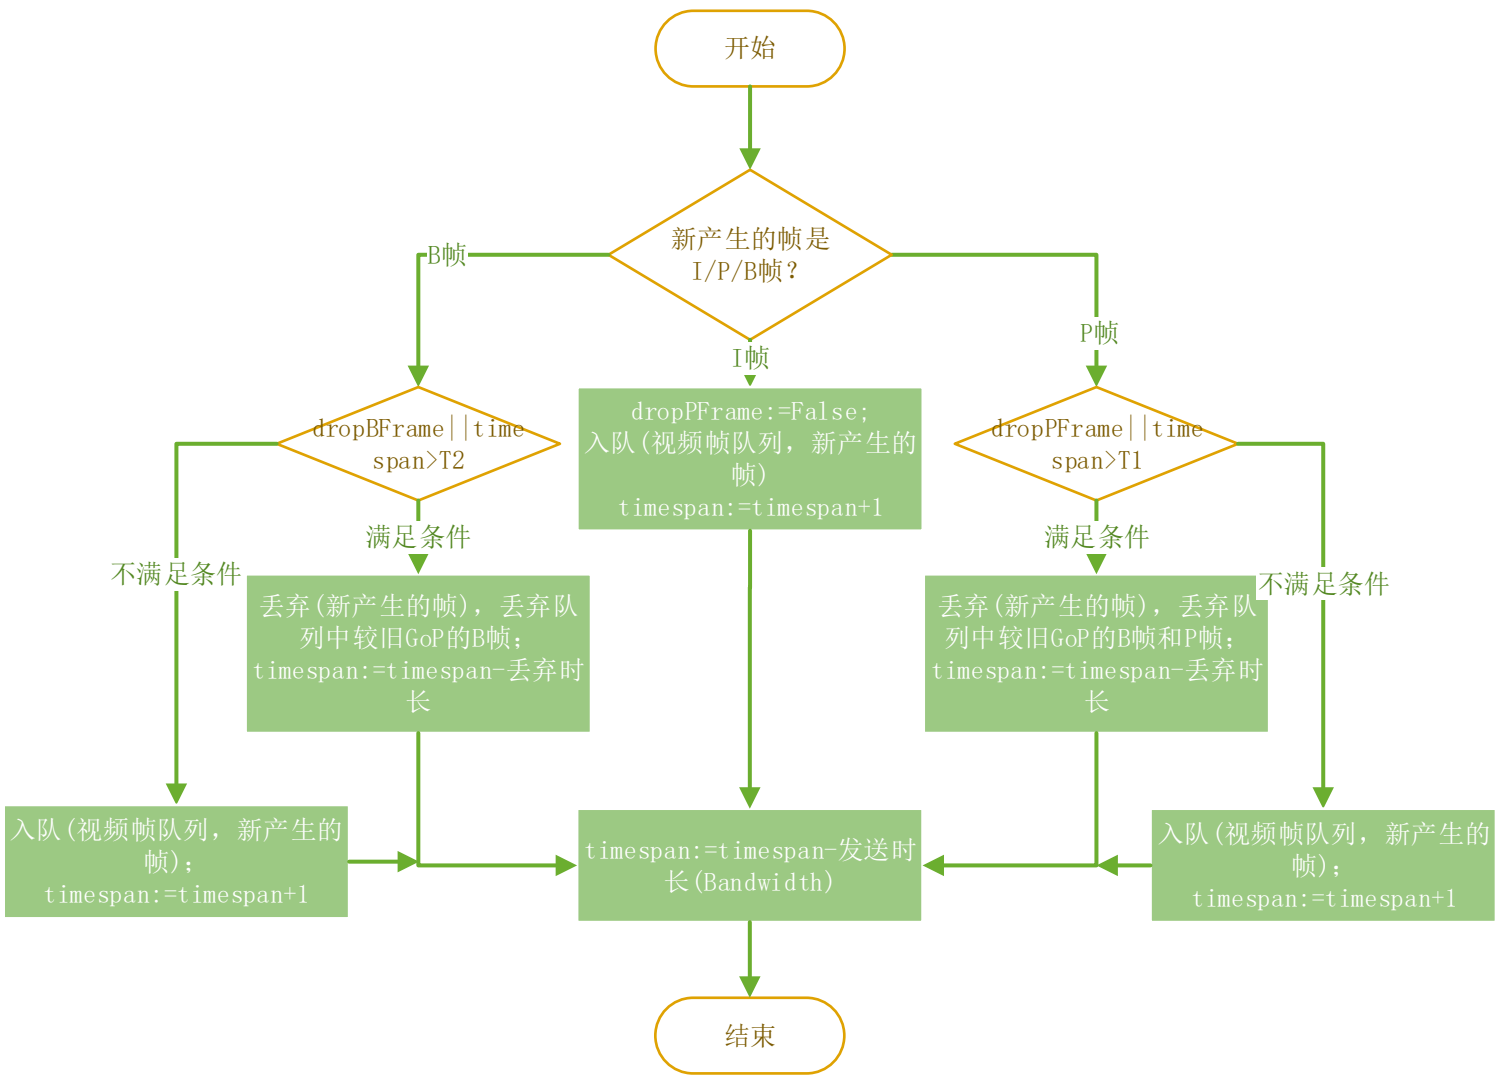 开始
新产生的帧是
I/P/B帧?
B帧
I帧
P帧
dropBFrame||time
span>T2
dropPFrame:=False;
入队(视频帧队列，新产生的
帧)
timespan:=timespan+1
dropPFrame||time
span>T1
满足条件
满足条件
不满足条件
不满足条件
丢弃(新产生的帧)，丢弃队
列中较旧GoP的B帧；
timespan:=timespan-丢弃时
长
丢弃(新产生的帧)，丢弃队
列中较旧GoP的B帧和P帧；
timespan:=timespan-丢弃时
长
入队(视频帧队列，新产生的
帧)；
timespan:=timespan+1
timespan:=timespan-发送时
长(Bandwidth)
入队(视频帧队列，新产生的
帧)；
timespan:=timespan+1
结束